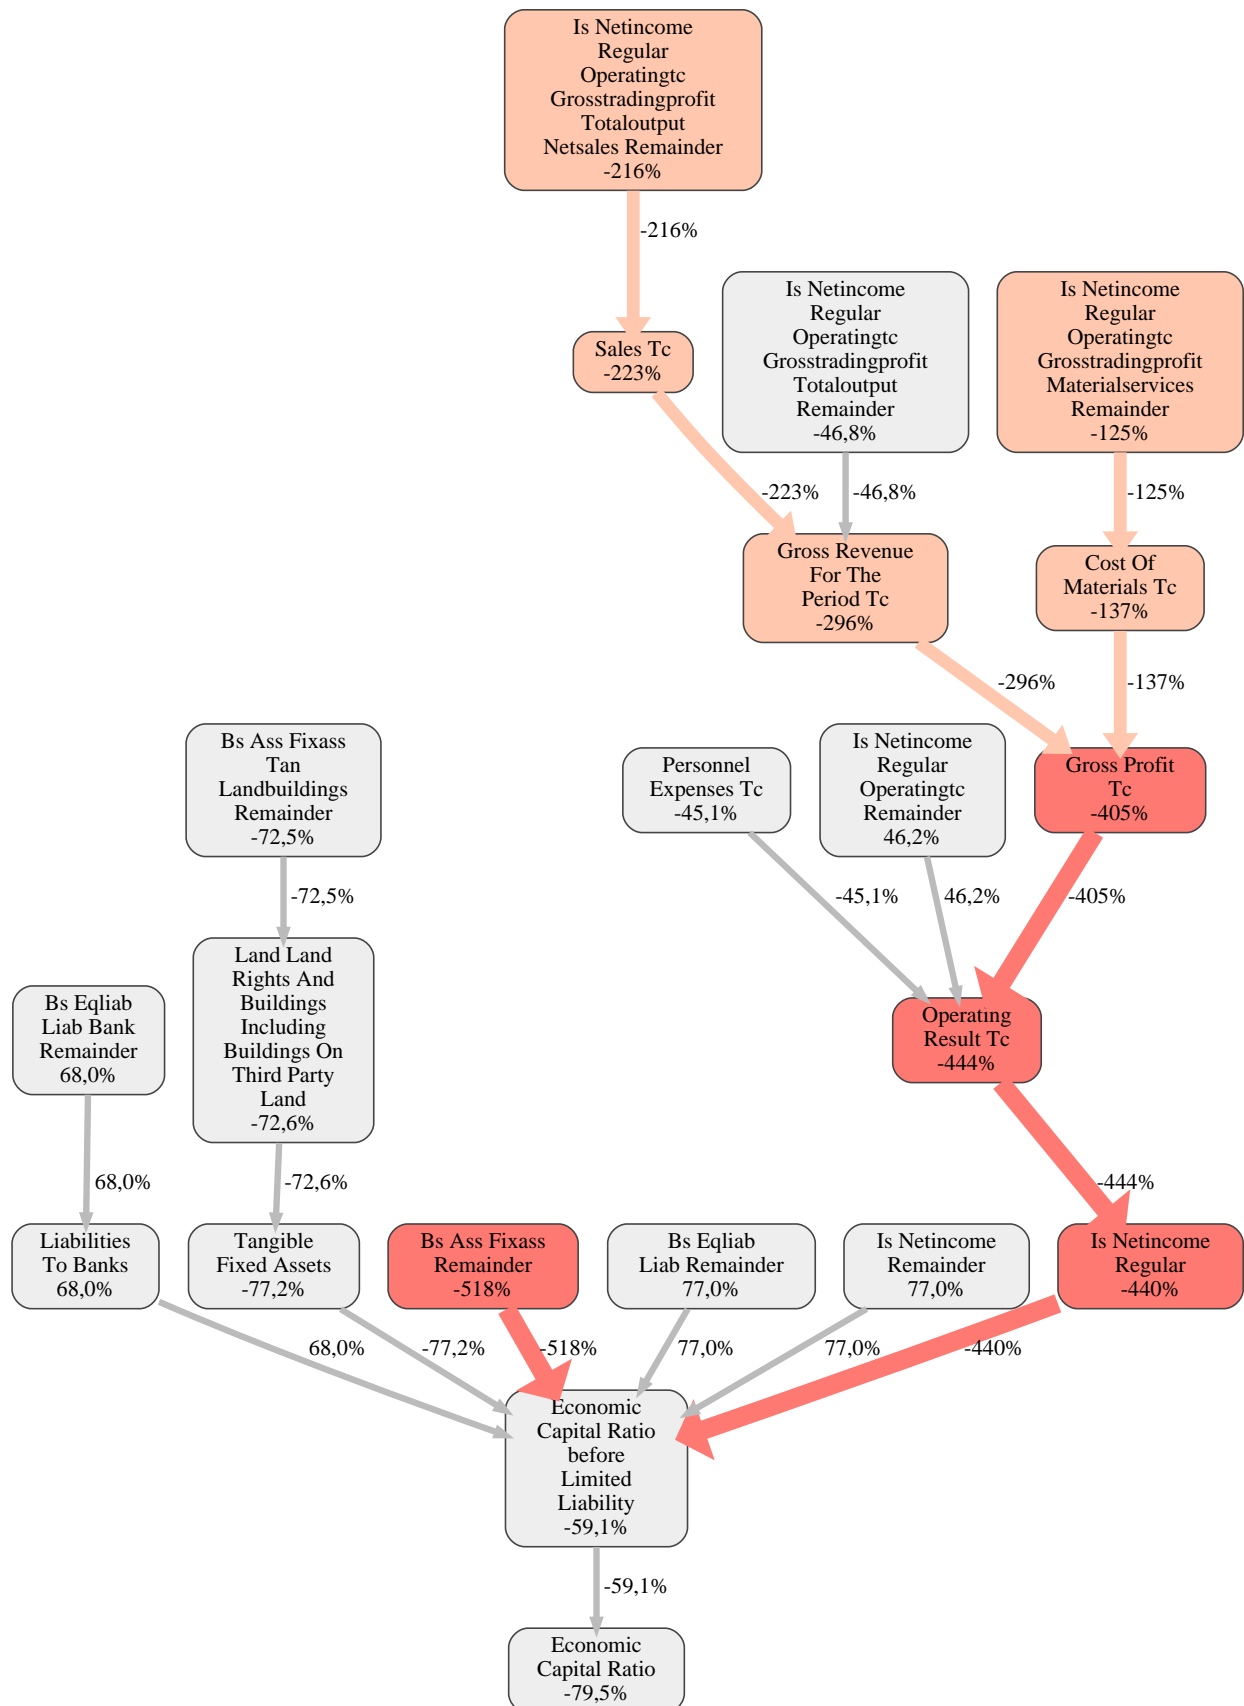 Is Netincome
Regular
Operatingtc
Grosstradingprofit
Totaloutput
Netsales Remainder
-216%
-216%
Sales Tc
-223%
Is Netincome
Regular
Operatingtc
Grosstradingprofit
Totaloutput
Remainder
-46,8%
Is Netincome
Regular
Operatingtc
Grosstradingprofit
Materialservices
Remainder
-125%
-223%
-46,8%
-125%
Gross Revenue
For The
Period Tc
-296%
Cost Of
Materials Tc
-137%
-296%
-137%
Bs Ass Fixass
Tan
Landbuildings
Remainder
-72,5%
Personnel
Expenses Tc
-45,1%
Is Netincome
Regular
Operatingtc
Remainder
46,2%
Gross Profit
Tc
-405%
-72,5%
-45,1%
46,2%
-405%
Bs Eqliab
Liab Bank
Remainder
68,0%
Land Land
Rights And
Buildings
Including
Buildings On
Third Party
Land
-72,6%
Operating
Result Tc
-444%
68,0%
-72,6%
-444%
Liabilities
To Banks
68,0%
Tangible
Fixed Assets
-77,2%
Bs Ass Fixass
Remainder
-518%
Bs Eqliab
Liab Remainder
77,0%
Is Netincome
Remainder
77,0%
Is Netincome
Regular
-440%
68,0%
-77,2%
-518%
77,0%
77,0%
-440%
Economic
Capital Ratio
before
Limited
Liability
-59,1%
-59,1%
Economic
Capital Ratio
-79,5%